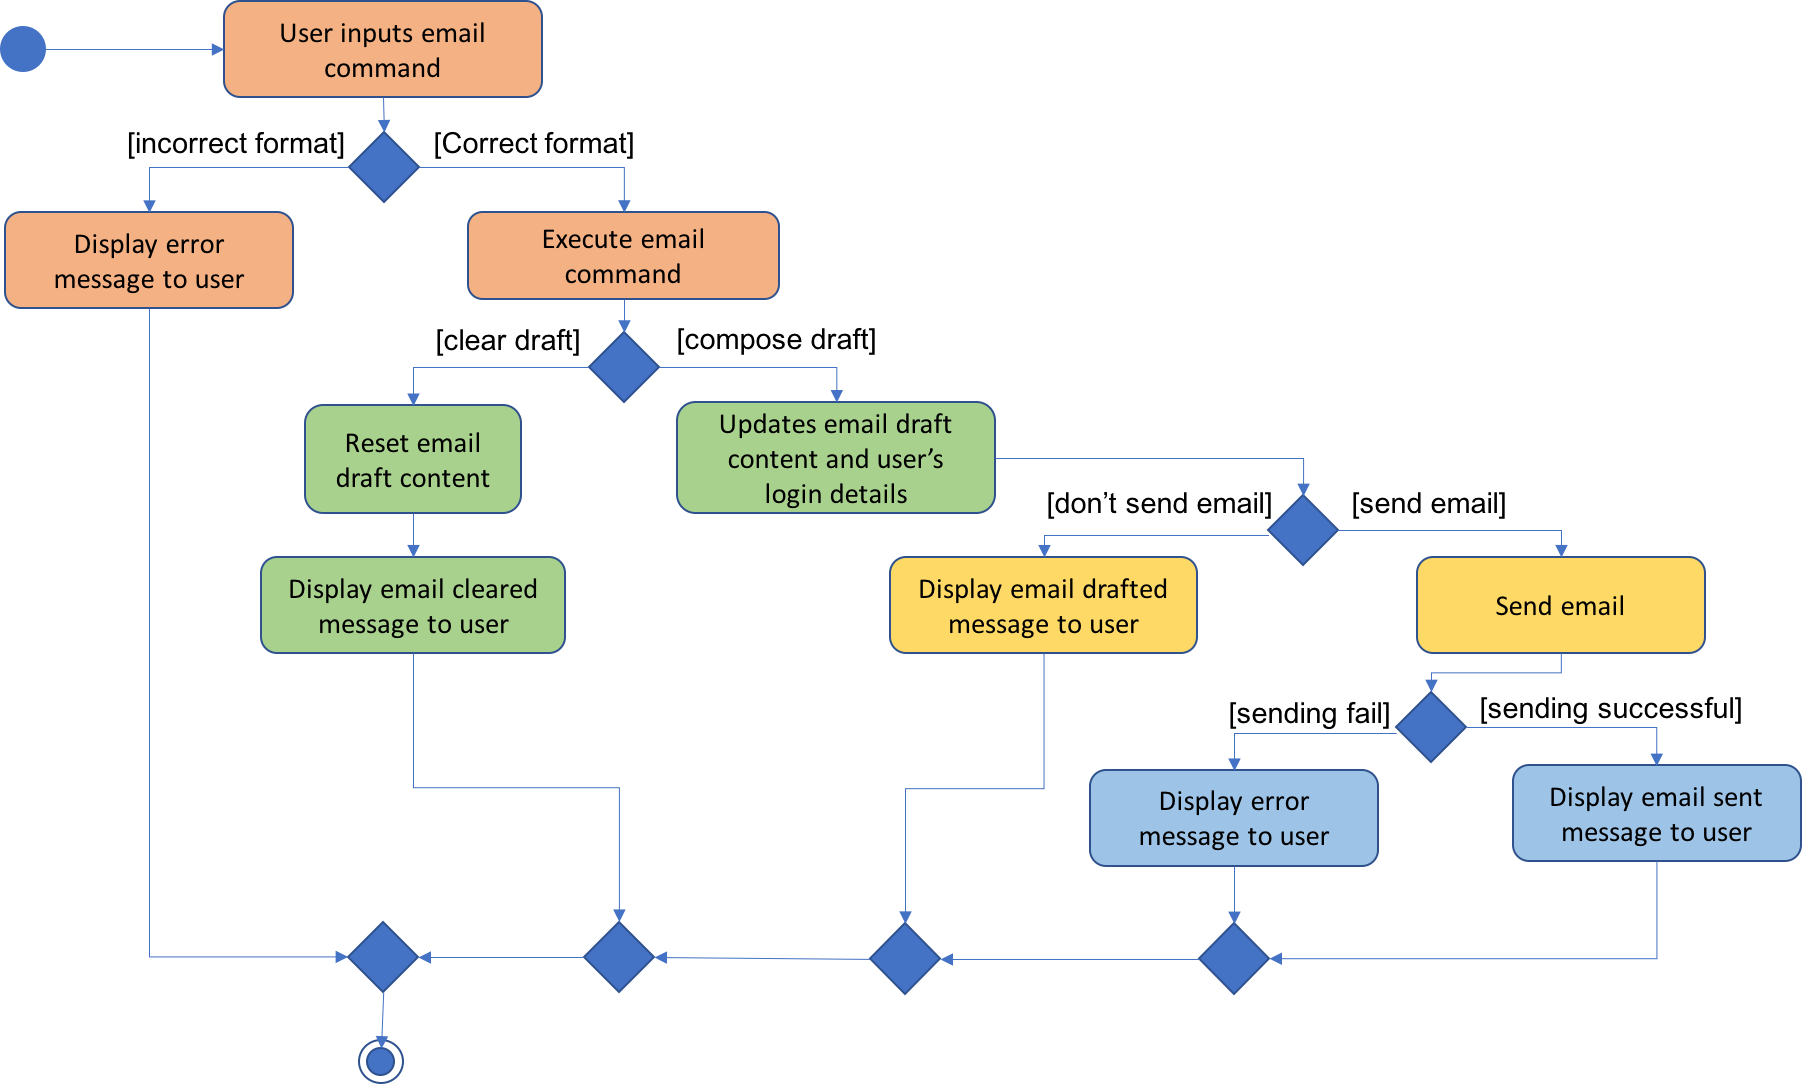 User inputs email
command
[incorrect format]
[Correct format]
Display error
message to user
Execute email
command
[clear draft]
[compose draft]
Reset email
draft content
Updates email draft
content and user’s
login details
[don’t send email]
[send email]
Display email cleared
message to user
Display email drafted
message to user
Send email
[sending fail]
[sending successful]
Display error
message to user
Display email sent
message to user